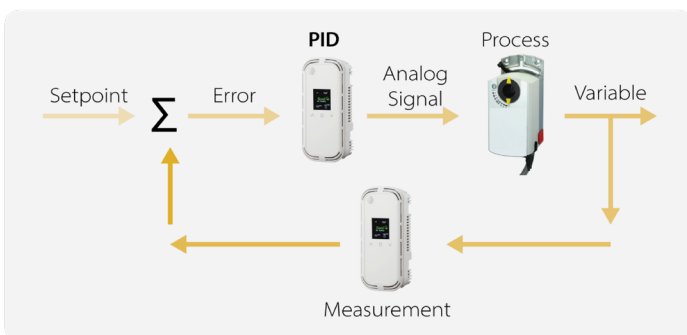 PID
Process
Setpoint
Σ
Error
Analog
Signal
Variable
Measurement